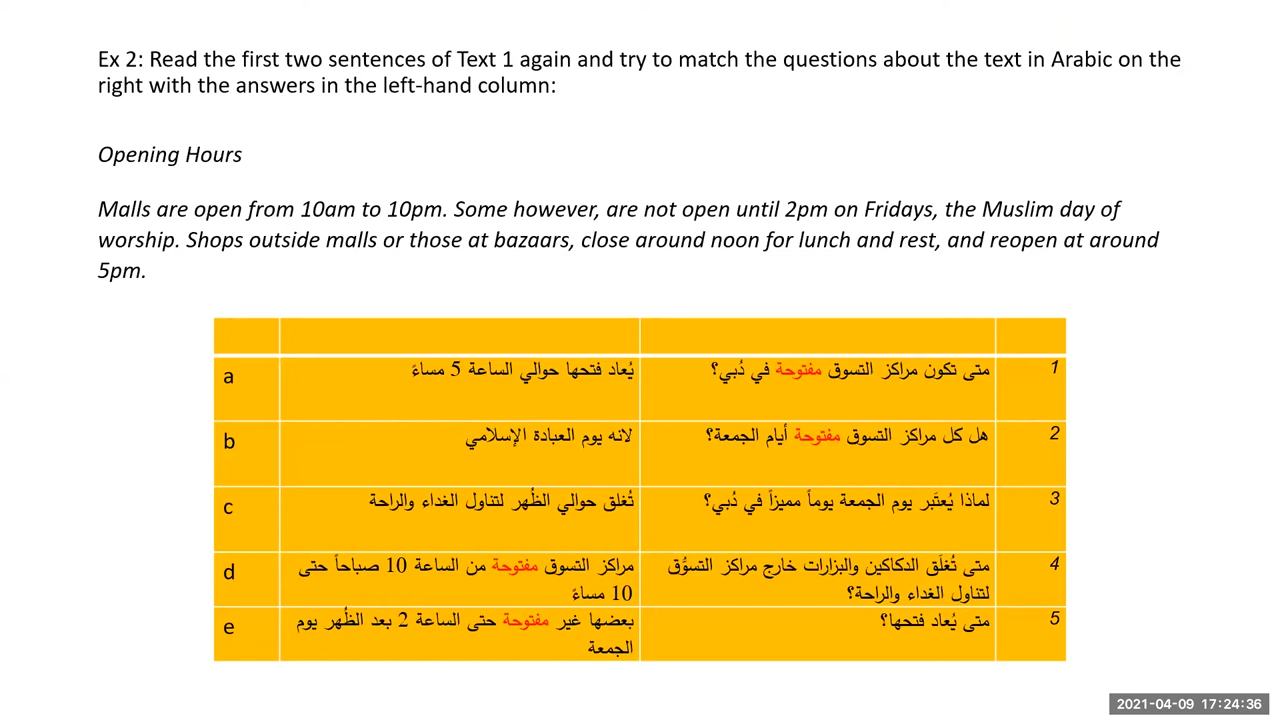 Ex 2: Read the first two sentences of Text 1 again and try to match the questions about the text in Arabic on the
right with the answers in the left-hand column:
Opening Hours
Malls are open from 10am to 10pm. Some however, are not open until 2pm on Fridays, the Muslim day of
worship. Shops outside malls or those at bazaars, close around noon for lunch and rest, and reopen at around
5pm.
1
متى تكون مراكز التسوق مفتوحة في دُبي؟
يُعاد فتحها حوالي الساعة 5 مساءً
a
2
هل كل مراكز التسوق مفتوحة أيام الجمعة؟
لانه يوم العبادة الإسلامي
b
3
لماذا يُعتَبر يوم الجمعة يوماً مميزاً في دُبي؟
تُغلق حوالي الظُهر لتناول الغداء والراحة
c
4
متى تُغلَق الدكاكين والبزارات خارج مراكز التسوُق
لتناول الغداء والراحة؟
مراكز التسوق مفتوحة من الساعة 10 صباحاً حتى
10 مساءً
d
5
متى يُعاد فتحها؟
بعضها غير مفتوحة حتى الساعة 2 بعد الظُهر يوم
الجمعة
e
2021-04-09 17:24:36